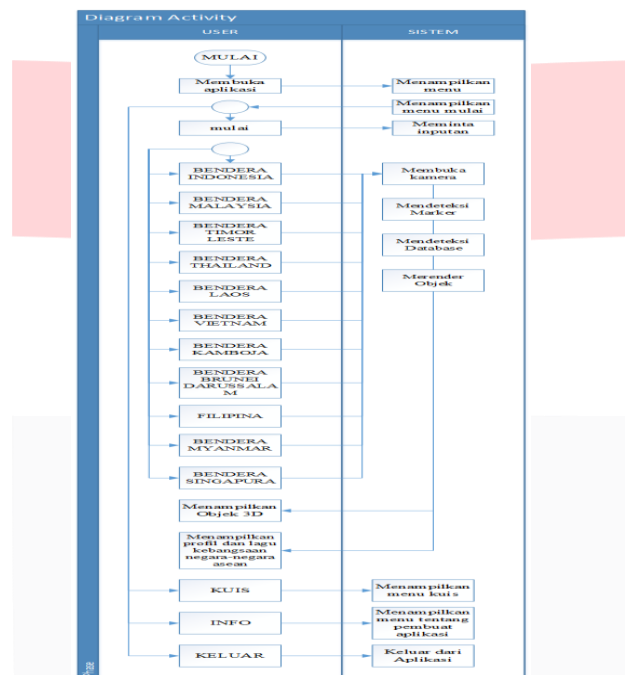 Diagram Activity
USER
SISTEM
MULAI
Membuka
aplikasi
Menampilkan
menu
Menampilkan
menu mulai
mulai
Meminta
inputan
BENDERA
INDONESIA
Membuka
kamera
BENDERA
MALAYSIA
Mendeteksi
Marker
BENDERA
TIMOR
LESTE
Mendeteksi
Database
BENDERA
THAILAND
Merender
Objek
BENDERA
LAOS
BENDERA
VIETNAM
BENDERA
KAMBOJA
BENDERA
BRUNEI
DARUSSALA
M
FILIPINA
BENDERA
MYANMAR
BENDERA
SINGAPURA
Menampilkan
Objek 3D
Menampilkan
profil dan lagu
kebangsaan
negara-negara
asean
KUIS
Menampilkan
menu kuis
INFO
Menampilkan
menu tentang
pembuat
aplikasi
KELUAR
Keluar dari
Aplikasi